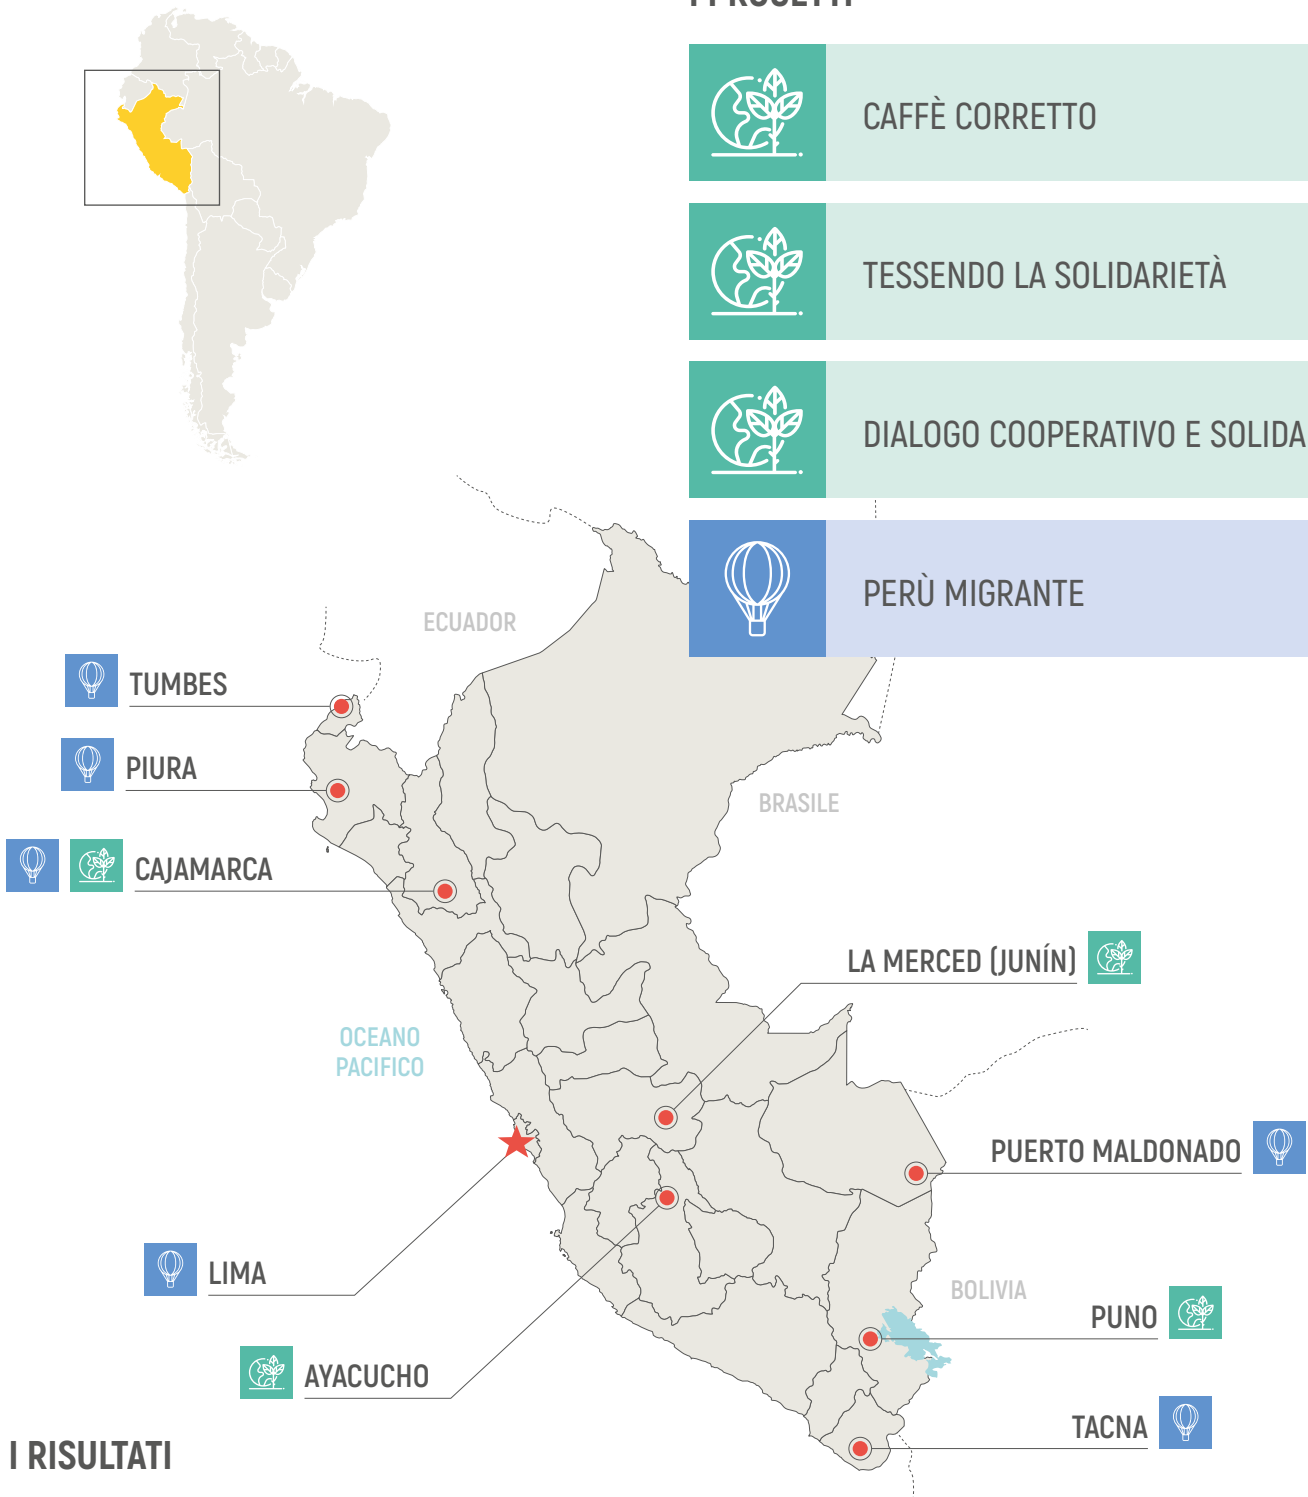 CAFFÈ CORRETTO
TESSENDO LA SOLIDARIETÀ
DIALOGO COOPERATIVO E SOLIDA
PERÙ MIGRANTE
ECUADOR
TUMBES
PIURA
BRASILE
CAJAMARCA
LA MERCED (JUNÍN)
OCEANO
PACIFICO
PUERTO MALDONADO
LIMA
BOLIVIA
PUNO
AYACUCHO
TACNA
I RISULTATI